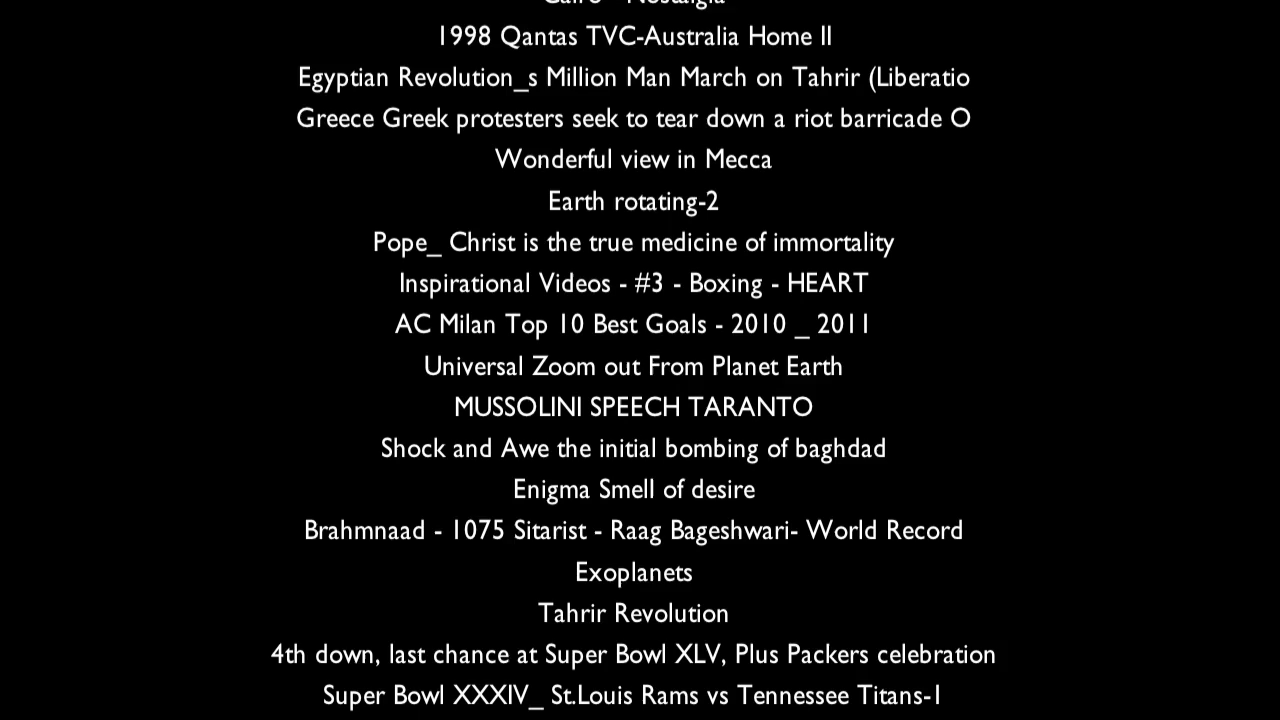 1998 Qantas TVC-Australia Home II
Egyptian Revolution_s Million Man March on Tahrir (Liberatio
Greece Greek protesters seek to tear down a riot barricade O
Wonderful view in Mecca
Earth rotating-2
Pope_ Christ is the true medicine of immortality
Inspirational Videos - #3 - Boxing - HEART
AC Milan Top 10 Best Goals - 2010 _ 2011
Universal Zoom out From Planet Earth
MUSSOLINI SPEECH TARANTO
Shock and Awe the initial bombing of baghdad
Enigma Smell of desire
Brahmnaad - 1075 Sitarist - Raag Bageshwari- World Record
Exoplanets
Tahrir Revolution
4th down, last chance at Super Bowl XLV, Plus Packers celebration
Super Bowl XXXIV_ St.Louis Rams vs Tennessee Titans-1